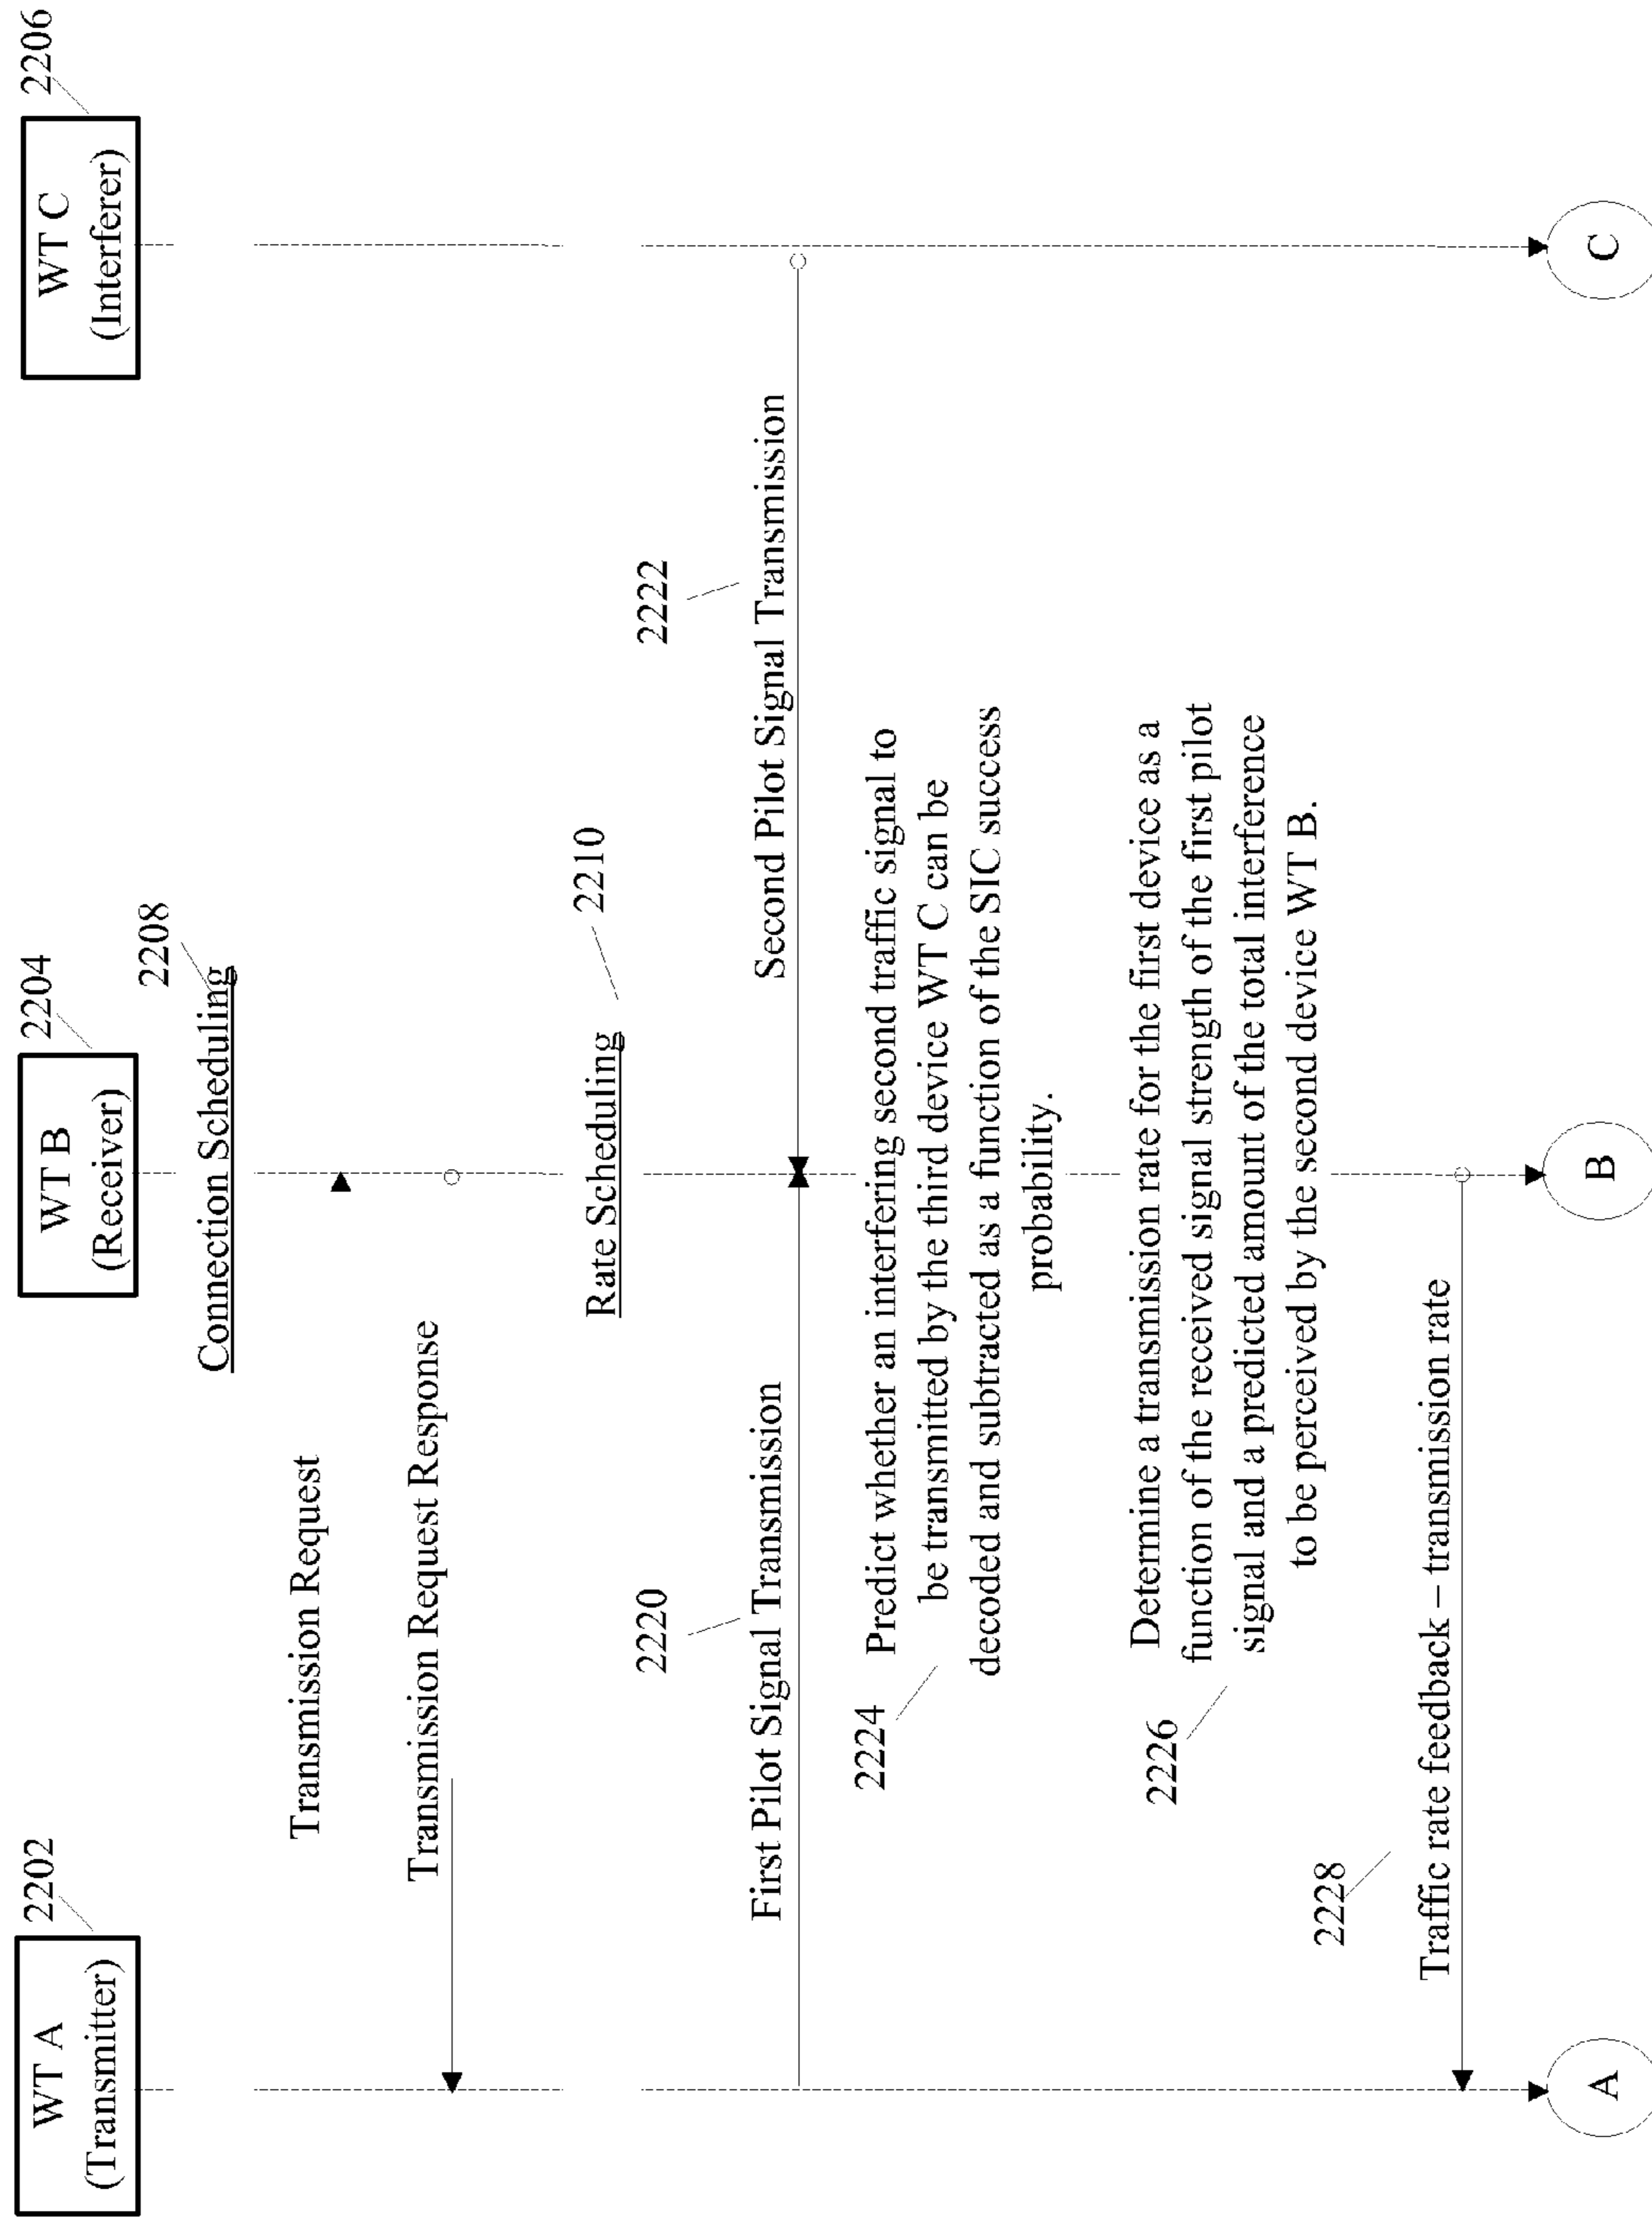 2202
WT A
(Transmitter)
2204
WT B
(Receiver)
2206
WT C
(Interferer)
2208
Connection Scheduling
Transmission Request
Transmission Request Response
2210
Rate Scheduling
2220
First Pilot Signal Transmission
2222
Second Pilot Signal Transmission
2224
Predict whether an interfering second traffic signal to
be transmitted by the third device WT C can be
decoded and subtracted as a function of the SIC success
probability.
2226
Determine a transmission rate for the first device as a
function of the received signal strength of the first pilot
signal and a predicted amount of the total interference
to be perceived by the second device WT B.
2228
Traffic rate feedback – transmission rate
A
B
C